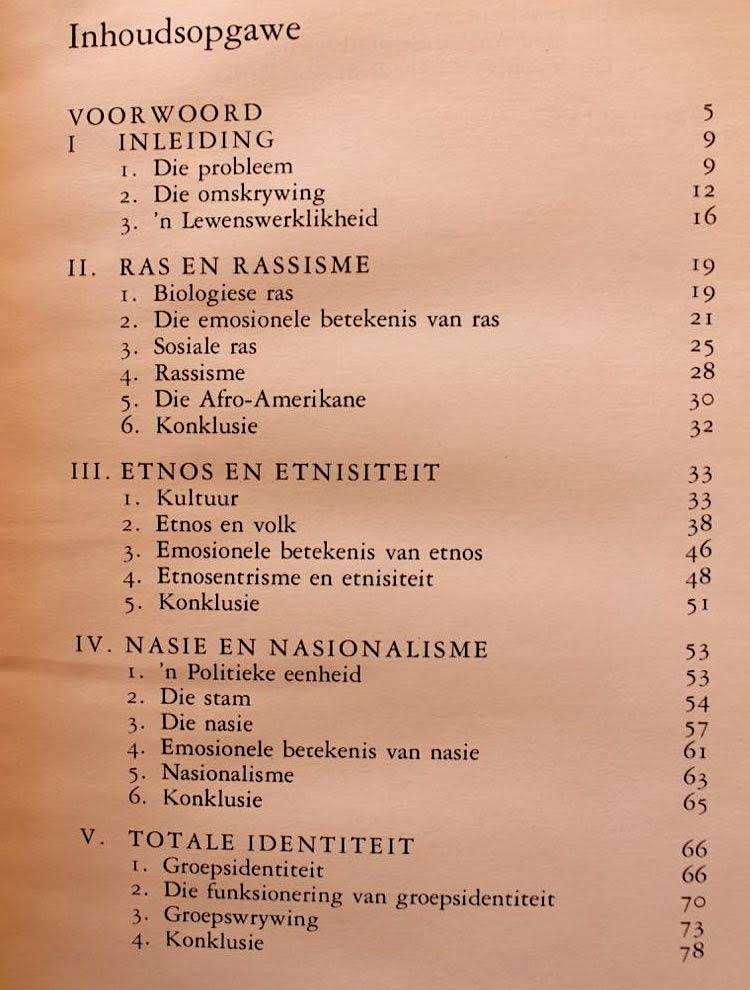 Inhoudsopgawe
VOORWOORD 5
I INLEIDING 9
1. Die probleem 9
2. Die omskrywing 12
3. 'n Lewenswerklikheid 16
II. RAS EN RASSISME 19
1. Biologiese ras 19
2. Die emosionele betekenis van ras 21
3. Sosiale ras 25
4. Rassisme 28
5. Die Afro-Amerikane 30
6. Konklusie 32
III. ETNOS EN ETNISITEIT 33
1. Kultuur 33
2. Etnos en volk 38
3. Emosionele betekenis van etnos 46
4. Etnosentrisme en etnisiteit 48
5. Konklusie 51
IV. NASIE EN NASIONALISME 53
1. 'n Politieke eenheid 53
2. Die stam 54
3. Die nasie 57
4. Emosionele betekenis van nasie 61
5. Nasionalisme 63
6. Konklusie 65
V. TOTALE IDENTITEIT 66
1. Groepsidentiteit 66
2. Die funksionering van groepsidentiteit 70
3. Groepswrywing 73
4. Konklusie 78